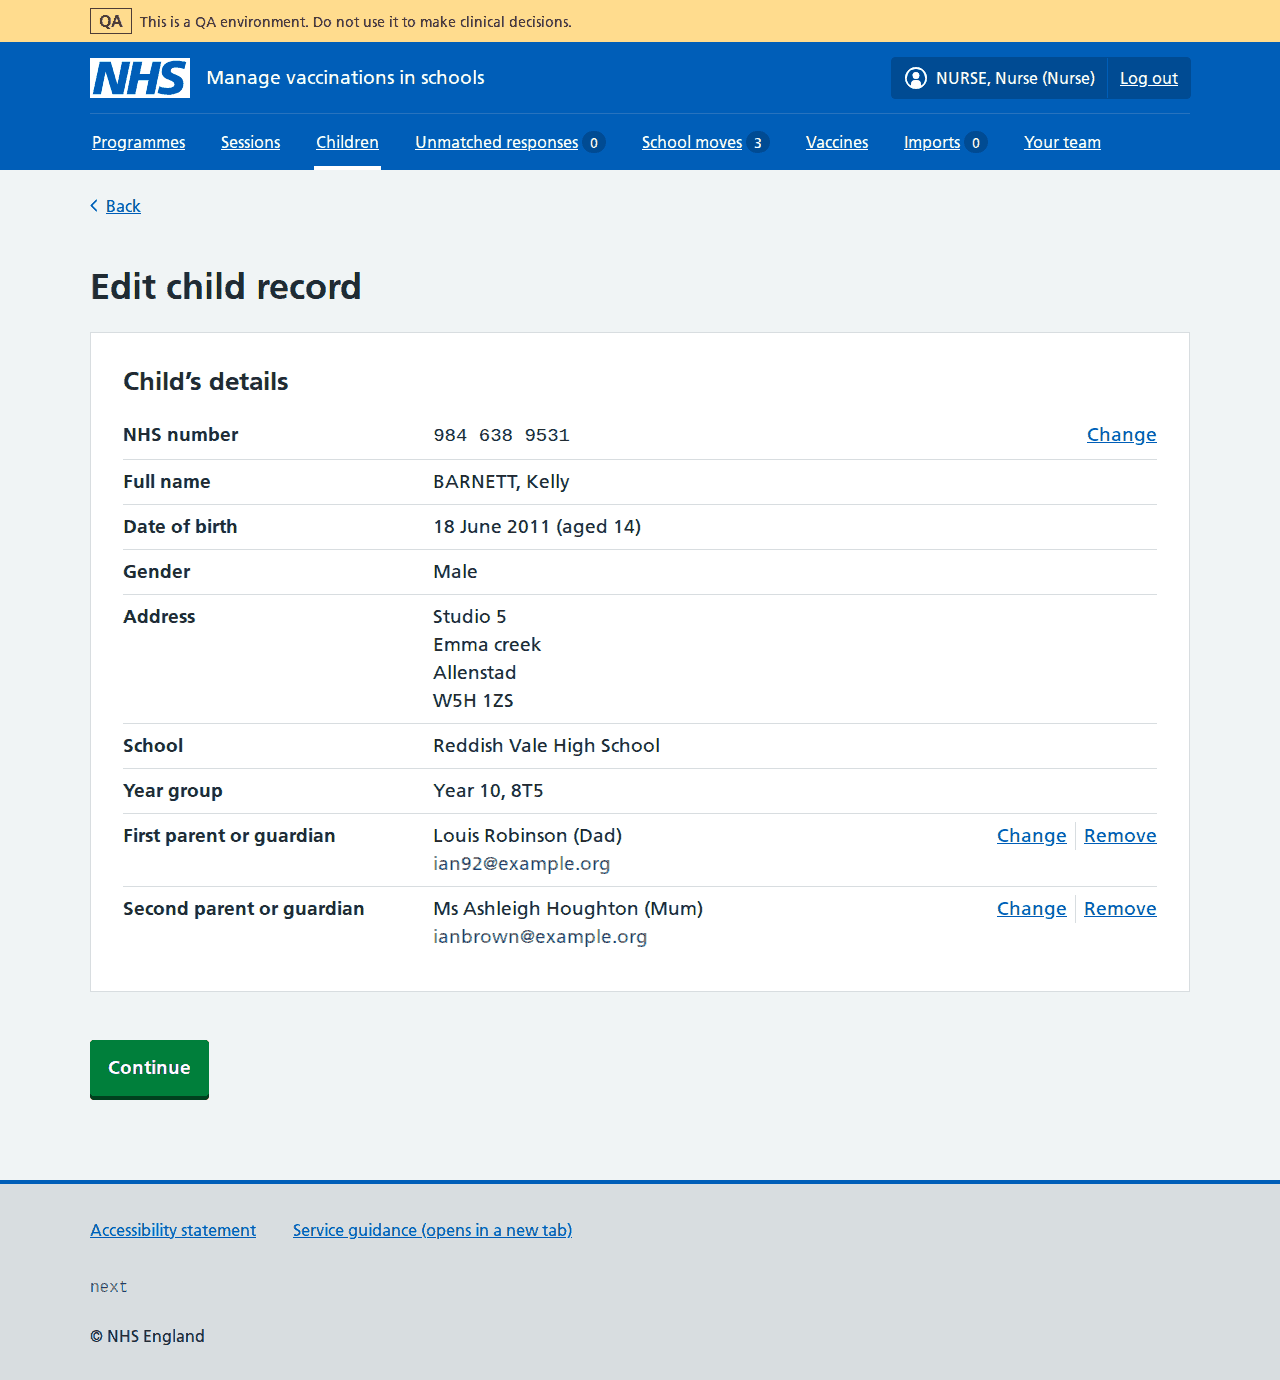 QA This is a QA environment. Do not use it to make clinical decisions.
NHS Manage vaccinations in schools NURSE, Nurse (Nurse) Log out
Programmes Sessions Children Unmatched responses 0 School moves 3 Vaccines Imports 0 Your team
Back
Edit child record
Child’s details
NHS number 984 638 9531 Change
Full name BARNETT, Kelly
Date of birth 18 June 2011 (aged 14)
Gender Male
Address Studio 5
Emma creek
Allenstad
W5H 1ZS
School Reddish Vale High School
Year group Year 10, 8T5
First parent or guardian Louis Robinson (Dad) Change Remove
ian92@example.org
Second parent or guardian Ms Ashleigh Houghton (Mum) Change Remove
ianbrown@example.org
Continue
Accessibility statement Service guidance (opens in a new tab)
next
© NHS England